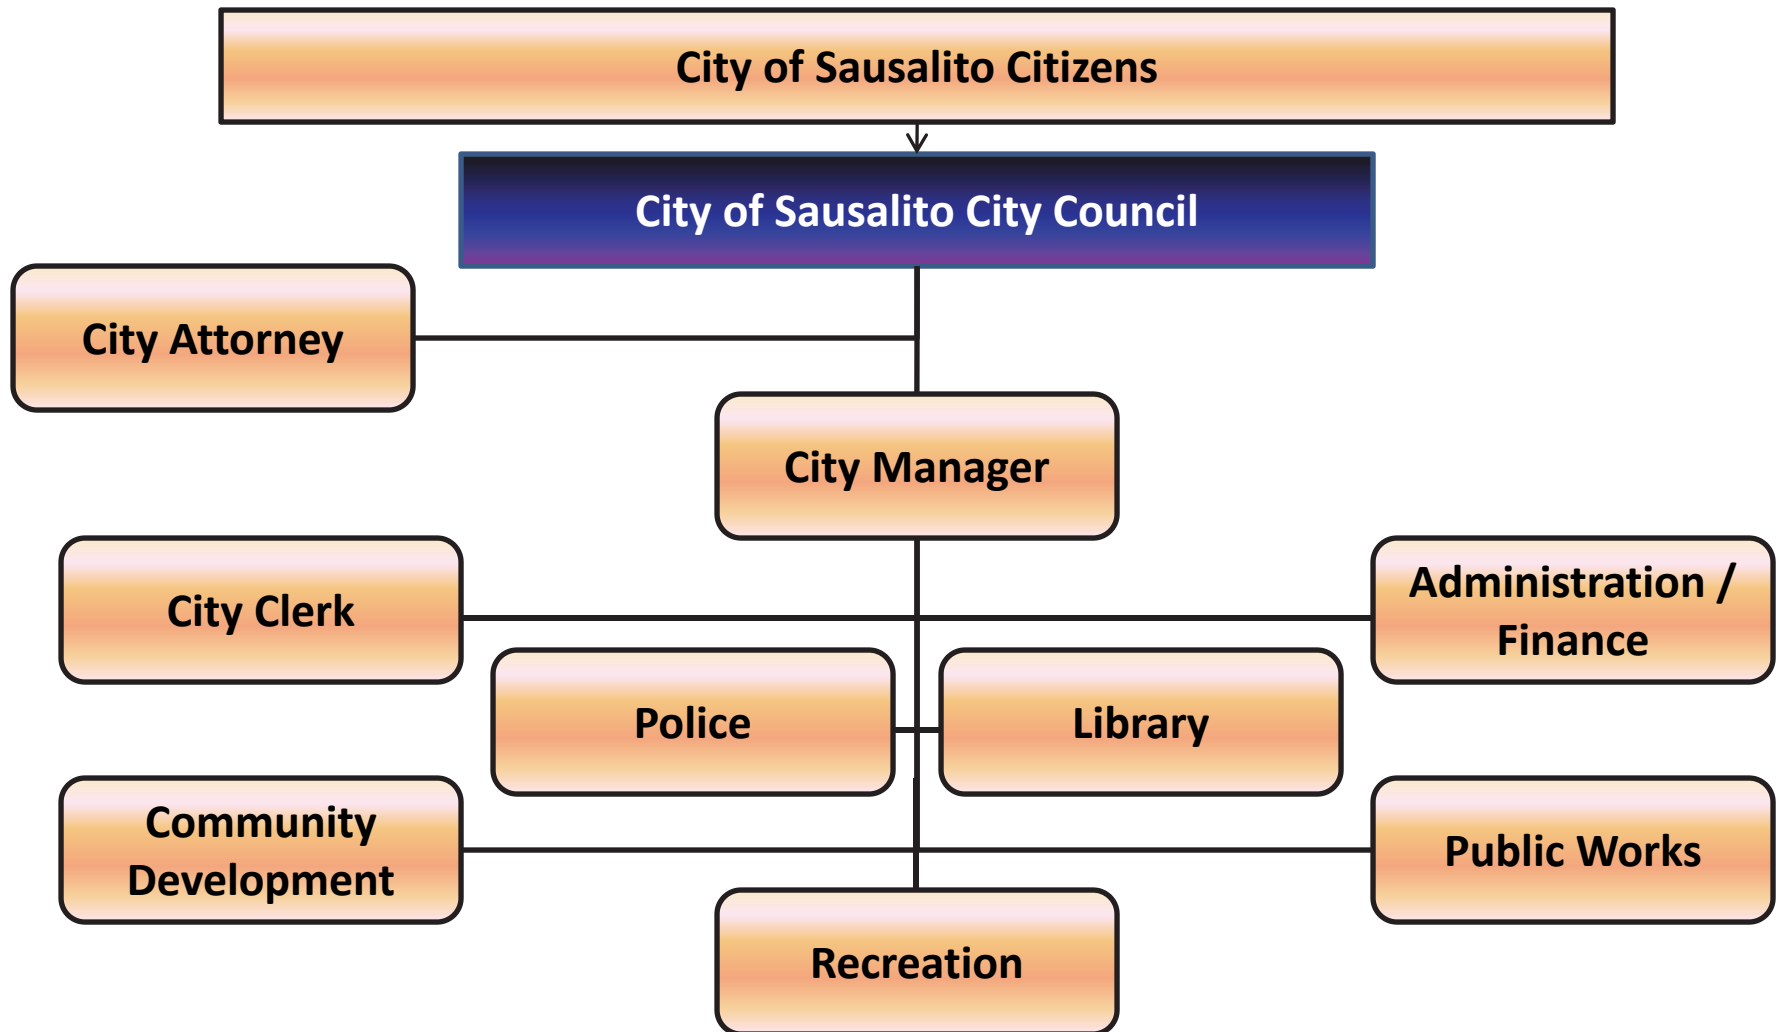 City of Sausalito Citizens
City of Sausalito City Council
City Attorney
City Manager
City Clerk
Administration /
Finance
Police
Library
Community
Development
Public Works
Recreation